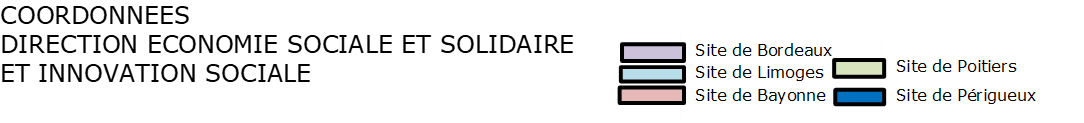 COORDONNEES
DIRECTION ECONOMIE SOCIALE ET SOLIDAIRE
ET INNOVATION SOCIALE
Site de Bordeaux
Site de Limoges
Site de Bayonne
Site de Poitiers
Site de Périgueux